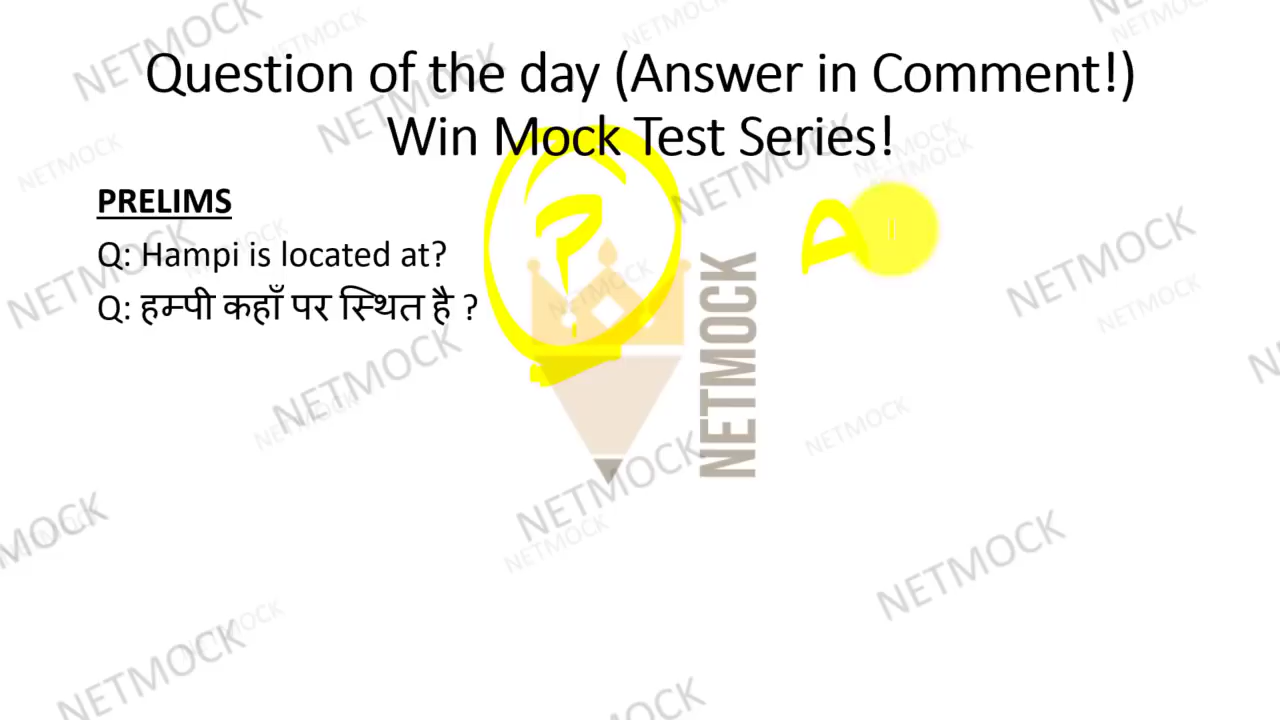 Question of the day (Answer in Comment!)
Win Mock Test Series!
PRELIMS
Q: Hampi is located at?
Q: हम्पी कहाँ पर स्थित है ?
NETMOCK